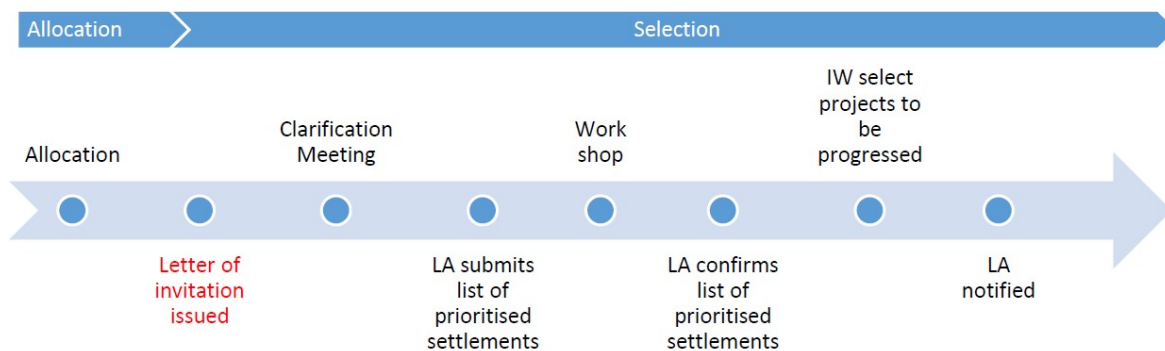 Allocation
Selection
Allocation
Letter of
invitation
issued
Clarification
Meeting
LA submits
list of
prioritised
settlements
Work
shop
LA confirms
list of
prioritised
settlements
IW select
projects to
be
progressed
LA
notified